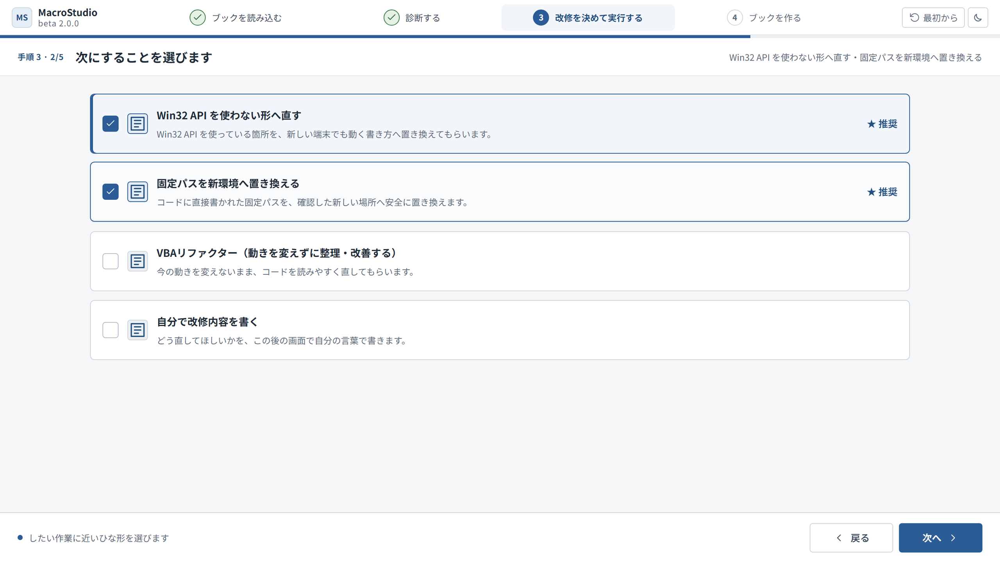 MS
MacroStudio
beta 2.0.0
ブックを読み込む
診断する
3 改修を決めて実行する
4 ブックを作る
最初から
手順 3・2/5 次にすることを選びます
Win32 API を使わない形へ直す・固定パスを新環境へ置き換える
Win32 API を使わない形へ直す
Win32 API を使っている箇所を、新しい端末でも動く書き方へ置き換えてもらいます。
★ 推奨
固定パスを新環境へ置き換える
コードに直接書かれた固定パスを、確認した新しい場所へ安全に置き換えます。
★ 推奨
VBAリファクター（動きを変えずに整理・改善する）
今の動きを変えないまま、コードを読みやすく直してもらいます。
自分で改修内容を書く
どう直してほしいかを、この後の画面で自分の言葉で書きます。
したい作業に近いひな形を選びます
戻る
次へ